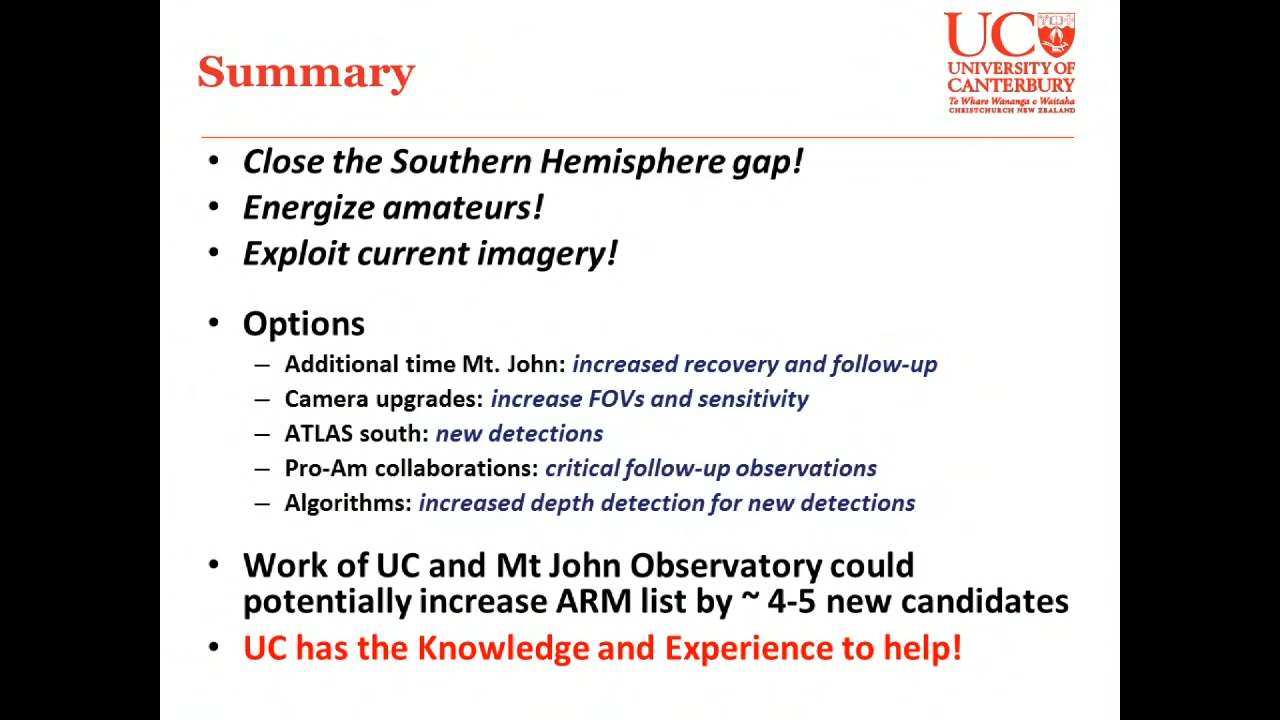 Summary
UC
UNIVERSITY OF
CANTERBURY
Te Whare Wānanga o Waitaha
CHRISTCHURCH NEW ZEALAND
• Close the Southern Hemisphere gap!
• Energize amateurs!
• Exploit current imagery!
• Options
– Additional time Mt. John: increased recovery and follow-up
– Camera upgrades: increase FOVs and sensitivity
– ATLAS south: new detections
– Pro-Am collaborations: critical follow-up observations
– Algorithms: increased depth detection for new detections
• Work of UC and Mt John Observatory could
potentially increase ARM list by ~ 4-5 new candidates
• UC has the Knowledge and Experience to help!